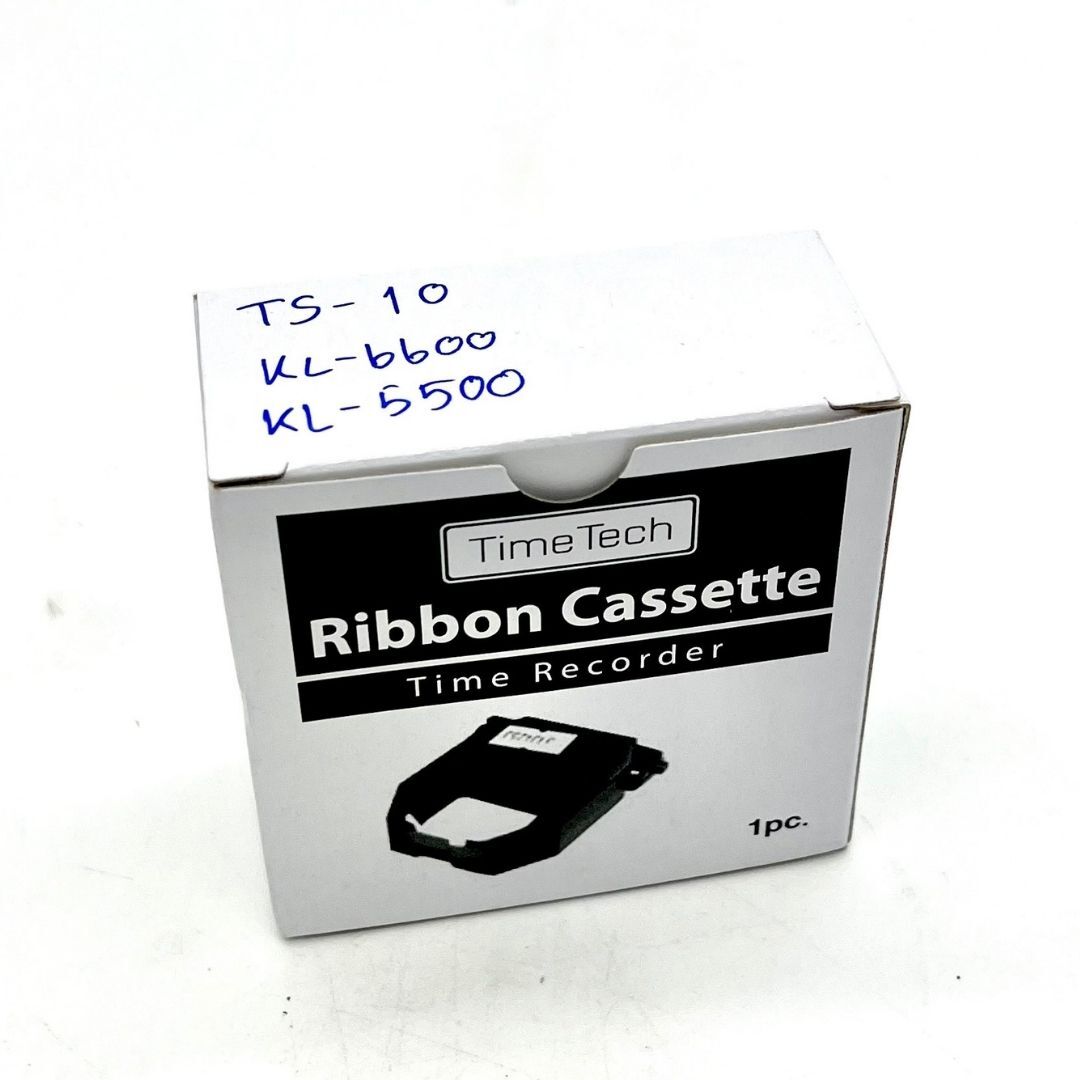 TS-10
KL-6600
KL-5500
TimeTech
Ribbon Cassette
Time Recorder
1pc.